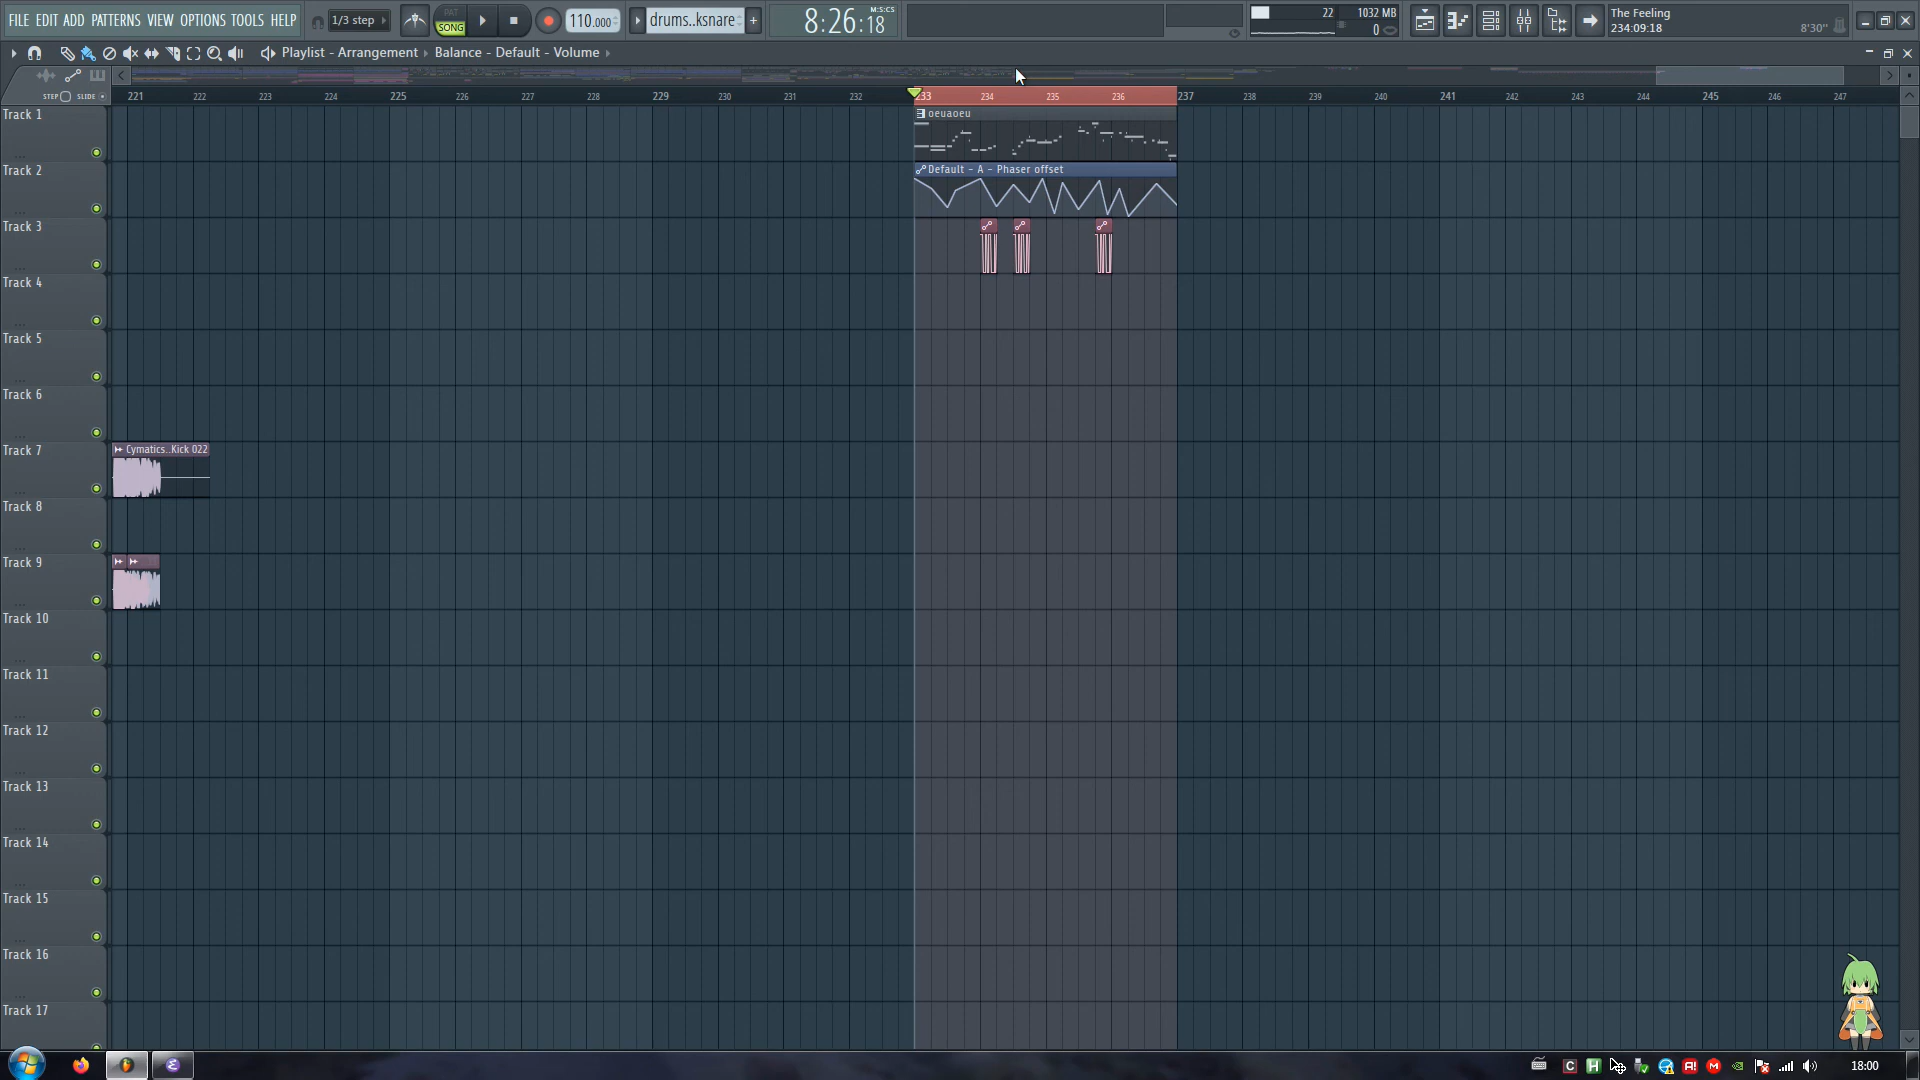 FILE EDIT ADD PATTERNS VIEW OPTIONS TOOLS HELP
1/3 step
PAT
SONG
110.000
drums..ksnare
+
8:26:18
M:S:CS
22
1032 MB
0
The Feeling
234:09:18
8'30"
Playlist - Arrangement
Balance - Default - Volume
STEP
SLIDE
221 222 223 224 225 226 227 228 229 230 231 232 233 234 235 236 237 238 239 240 241 242 243 244 245 246 247
Track 1
oeuaoeu
Track 2
Default - A - Phaser offset
Track 3
Track 4
Track 5
Track 6
Track 7
Cymatics..Kick 022
Track 8
Track 9
Track 10
Track 11
Track 12
Track 13
Track 14
Track 15
Track 16
Track 17
18:00